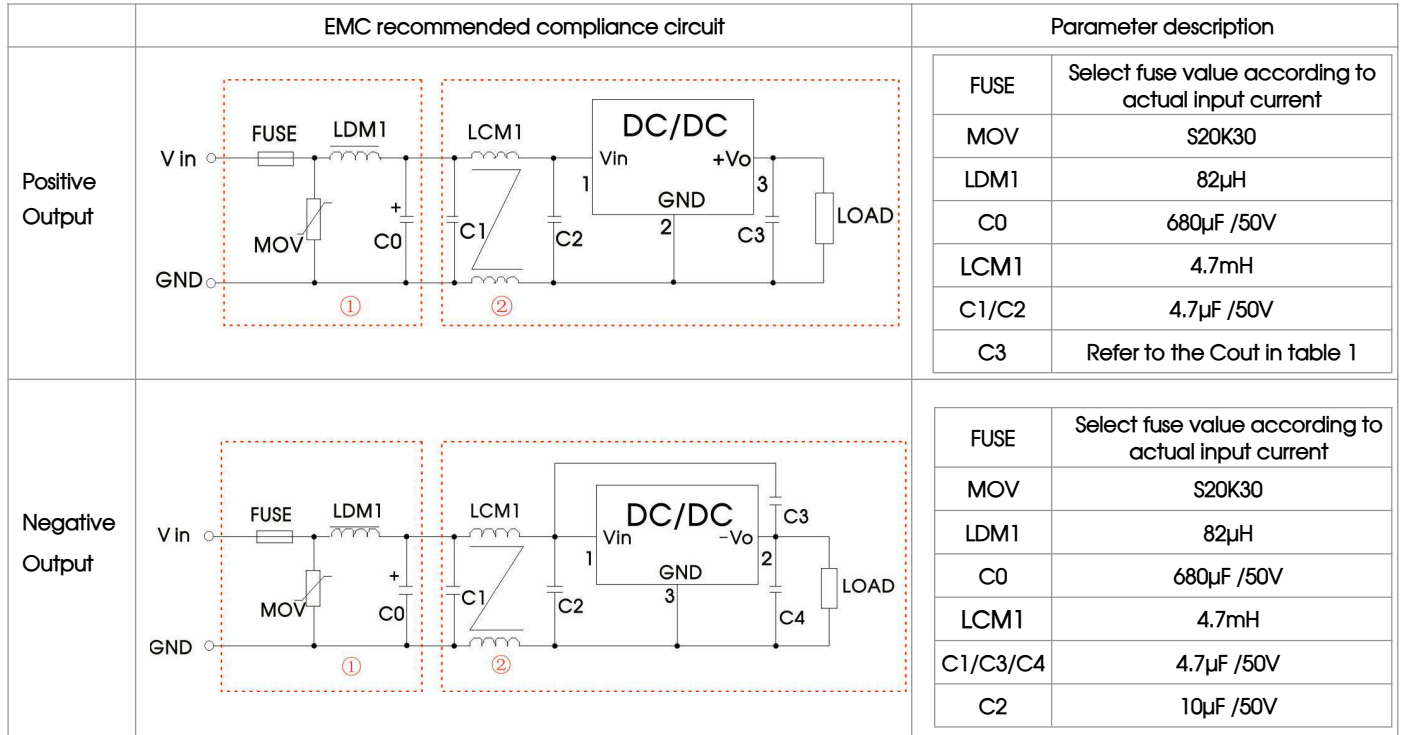 EMC recommended compliance circuit
Parameter description
Positive
Output
FUSE
LDM1
LCM1
DC/DC
V in
Vin
+Vo
1
3
GND
2
MOV
+
C0
C1
C2
C3
LOAD
GND
①
②
FUSE
Select fuse value according to
actual input current
MOV
S20K30
LDM1
82µH
C0
680µF /50V
LCM1
4.7mH
C1/C2
4.7µF /50V
C3
Refer to the Cout in table 1
Negative
Output
FUSE
LDM1
LCM1
DC/DC
C3
V in
Vin
-Vo
1
2
GND
3
MOV
+
C0
C1
C2
C4
LOAD
GND
①
②
FUSE
Select fuse value according to
actual input current
MOV
S20K30
LDM1
82µH
C0
680µF /50V
LCM1
4.7mH
C1/C3/C4
4.7µF /50V
C2
10µF /50V